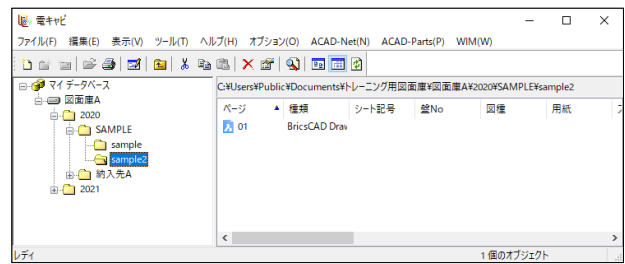 電キャビ
ファイル(F) 編集(E) 表示(V) ツール(T) ヘルプ(H) オプション(O) ACAD-Net(N) ACAD-Parts(P) WIM(W)
マイ データベース
図面庫A
2020
SAMPLE
sample
sample2
納入先A
2021
C:¥Users¥Public¥Documents¥トレーニング用図面庫¥図面庫A¥2020¥SAMPLE¥sample2
ページ 種類 シート記号 盤No 図種 用紙
01 BricsCAD Draw
レディ 1 個のオブジェクト